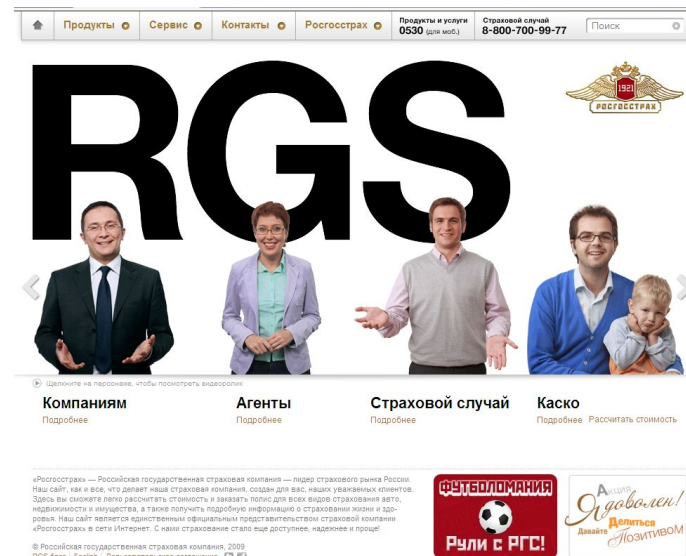 Продукты Сервис Контакты Росгосстрах
Продукты и услуги
0530 (для моб.)
Страховой случай
8-800-700-99-77
Поиск
RGS
1921
РОСГОССТРАХ
Щелкните на персонаже, чтобы посмотреть видеоролик
Компаниям
Подробнее
Агенты
Подробнее
Страховой случай
Подробнее
Каско
Подробнее Рассчитать стоимость
«Росгосстрах» — Российская государственная страховая компания — лидер страхового рынка России.
Наш сайт, как и все, что делает наша страховая компания, создан для вас, наших уважаемых клиентов.
Здесь вы сможете легко рассчитать стоимость и заказать полис для всех видов страхования авто,
недвижимости и имущества, а также получить подробную информацию о страховании жизни и здо-
ровья. Наш сайт является единственным официальным представительством страховой компании
«Росгосстрах» в сети Интернет. С нами страхование стало еще доступнее, надежнее и проще!
© Российская государственная страховая компания, 2009
ФУТБОЛОМАНИЯ
Рули с РГС!
Акция
Я доволен!
Давайте Делиться
Позитивом